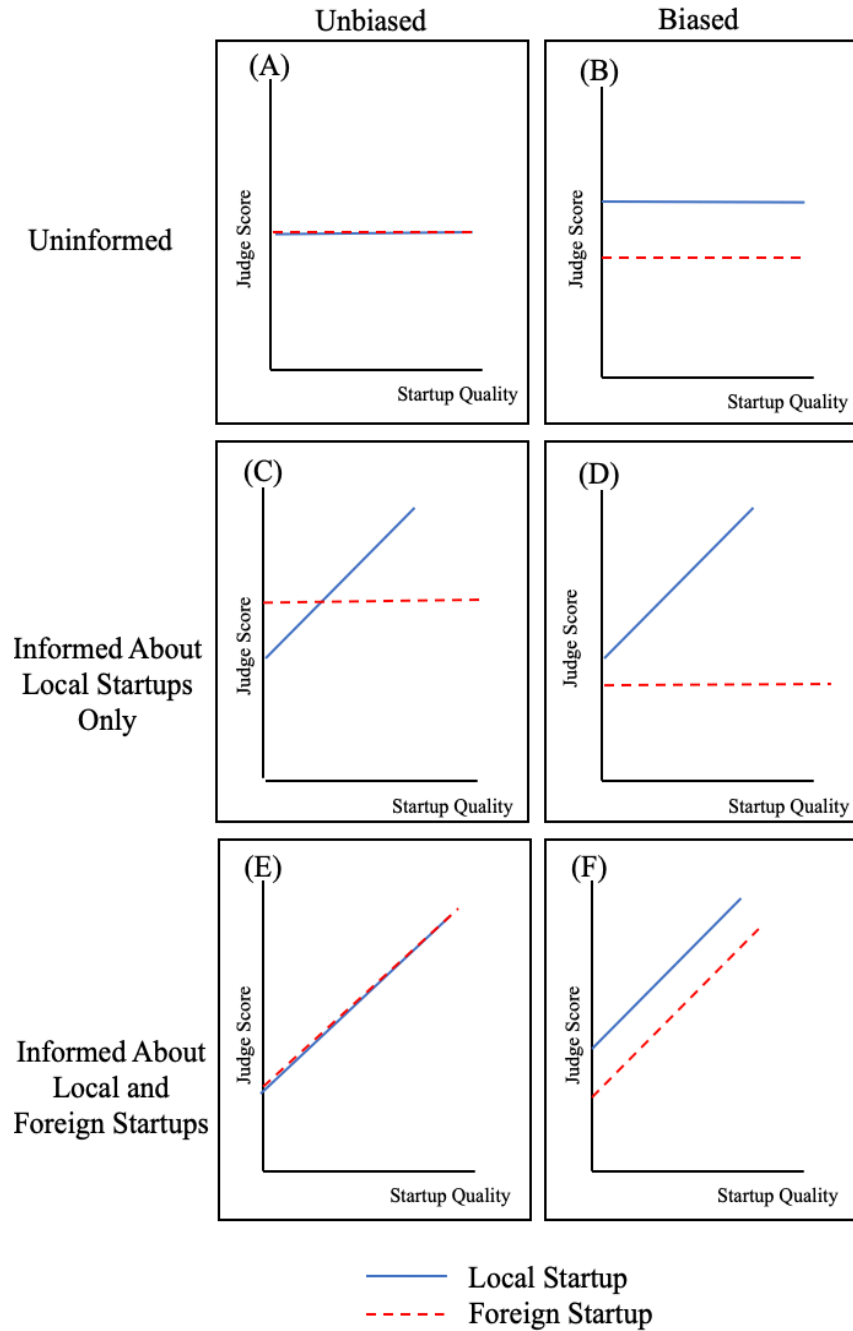 Unbiased
Biased
(A)
Judge Score
Startup Quality
(B)
Judge Score
Startup Quality
Uninformed
(C)
Judge Score
Startup Quality
(D)
Judge Score
Startup Quality
Informed About
Local Startups
Only
(E)
Judge Score
Startup Quality
(F)
Judge Score
Startup Quality
Informed About
Local and
Foreign Startups
Local Startup
Foreign Startup